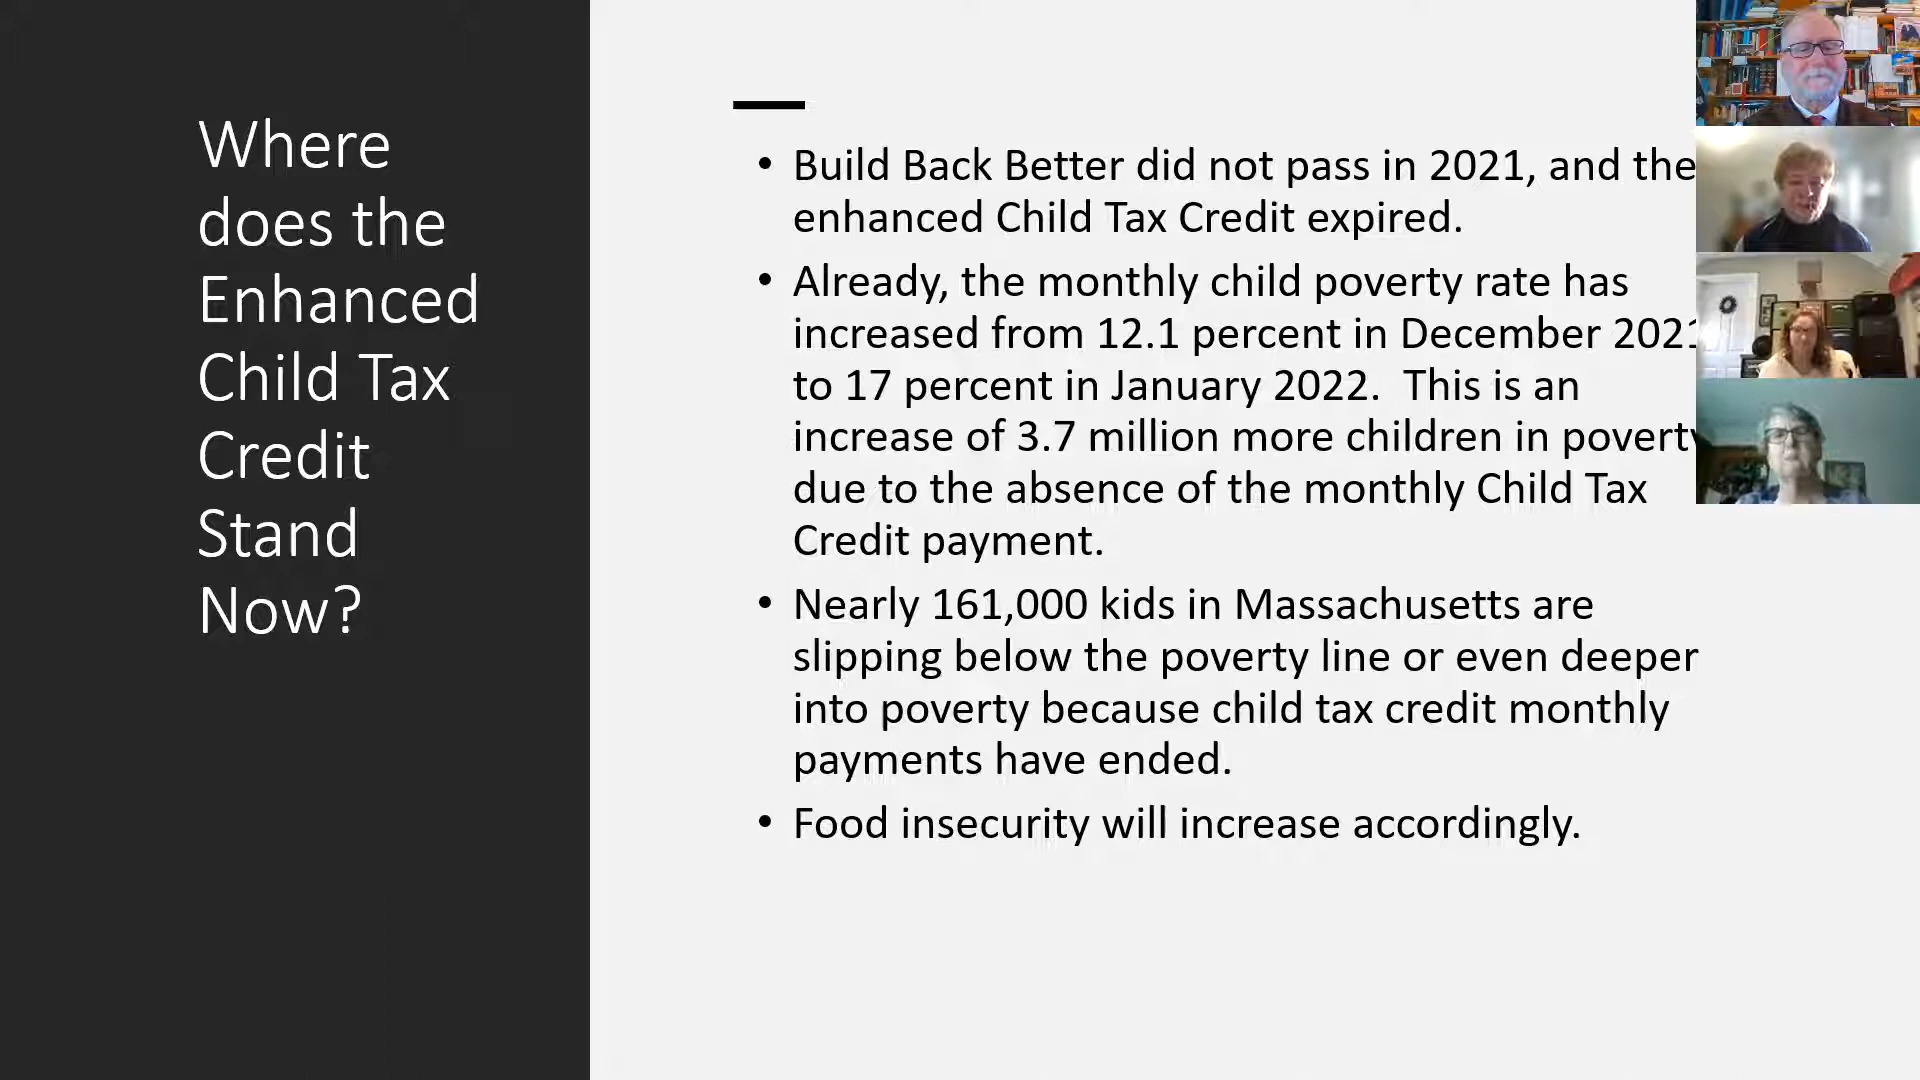 Where
does the
Enhanced
Child Tax
Credit
Stand
Now?
• Build Back Better did not pass in 2021, and the
enhanced Child Tax Credit expired.
• Already, the monthly child poverty rate has
increased from 12.1 percent in December 2021
to 17 percent in January 2022. This is an
increase of 3.7 million more children in poverty
due to the absence of the monthly Child Tax
Credit payment.
• Nearly 161,000 kids in Massachusetts are
slipping below the poverty line or even deeper
into poverty because child tax credit monthly
payments have ended.
• Food insecurity will increase accordingly.